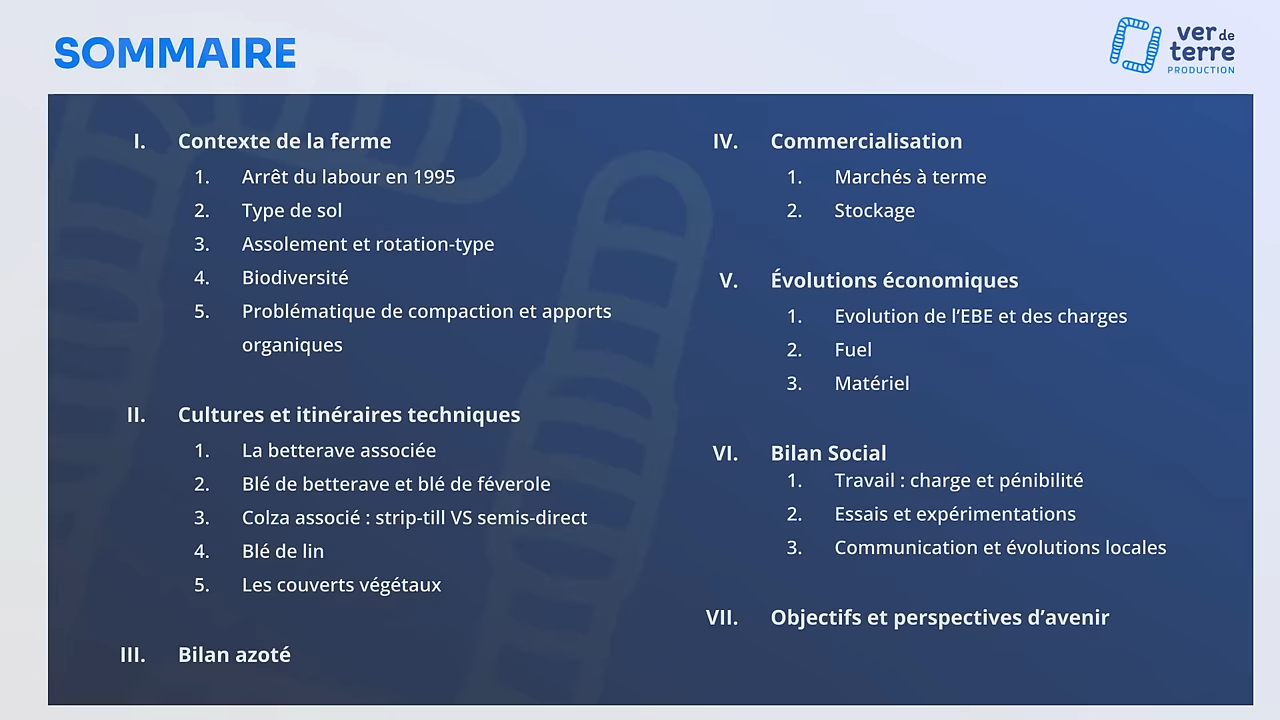 SOMMAIRE
ver de
terre
PRODUCTION
I. Contexte de la ferme
1. Arrêt du labour en 1995
2. Type de sol
3. Assolement et rotation-type
4. Biodiversité
5. Problématique de compaction et apports
organiques
II. Cultures et itinéraires techniques
1. La betterave associée
2. Blé de betterave et blé de féverole
3. Colza associé : strip-till VS semis-direct
4. Blé de lin
5. Les couverts végétaux
III. Bilan azoté
IV. Commercialisation
1. Marchés à terme
2. Stockage
V. Évolutions économiques
1. Evolution de l’EBE et des charges
2. Fuel
3. Matériel
VI. Bilan Social
1. Travail : charge et pénibilité
2. Essais et expérimentations
3. Communication et évolutions locales
VII. Objectifs et perspectives d’avenir